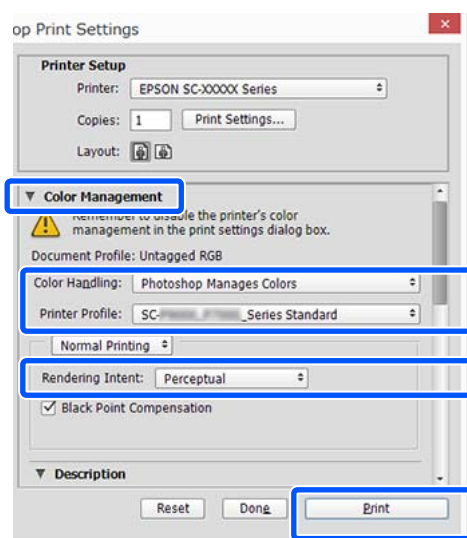 op Print Settings
Printer Setup
Printer: EPSON SC-XXXXX Series
Copies: 1 Print Settings...
Layout:
Color Management
Remember to disable the printer's color
management in the print settings dialog box.
Document Profile: Untagged RGB
Color Handling: Photoshop Manages Colors
Printer Profile: SC- _Series Standard
Normal Printing
Rendering Intent: Perceptual
Black Point Compensation
Description
Reset Done Print